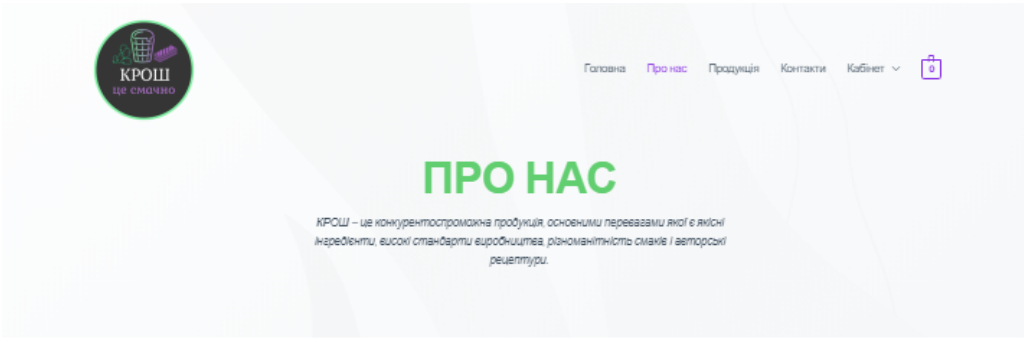 КРОШ
це смачно
Головна Про нас Продукція Контакти Кабінет 0
ПРО НАС
КРОШ – це конкурентоспроможна продукція, основними перевагами якої є якісні
інгредієнти, високі стандарти виробництва, різноманітність смаків і авторські
рецептури.